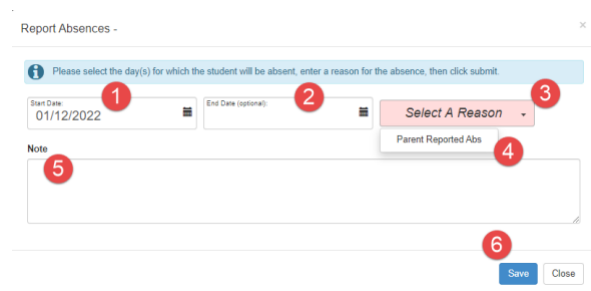 Report Absences -
×
Please select the day(s) for which the student will be absent, enter a reason for the absence, then click submit.
1
2
3
Start Date:
End Date (optional):
01/12/2022
Select A Reason
Parent Reported Abs
4
Note
5
6
Save
Close